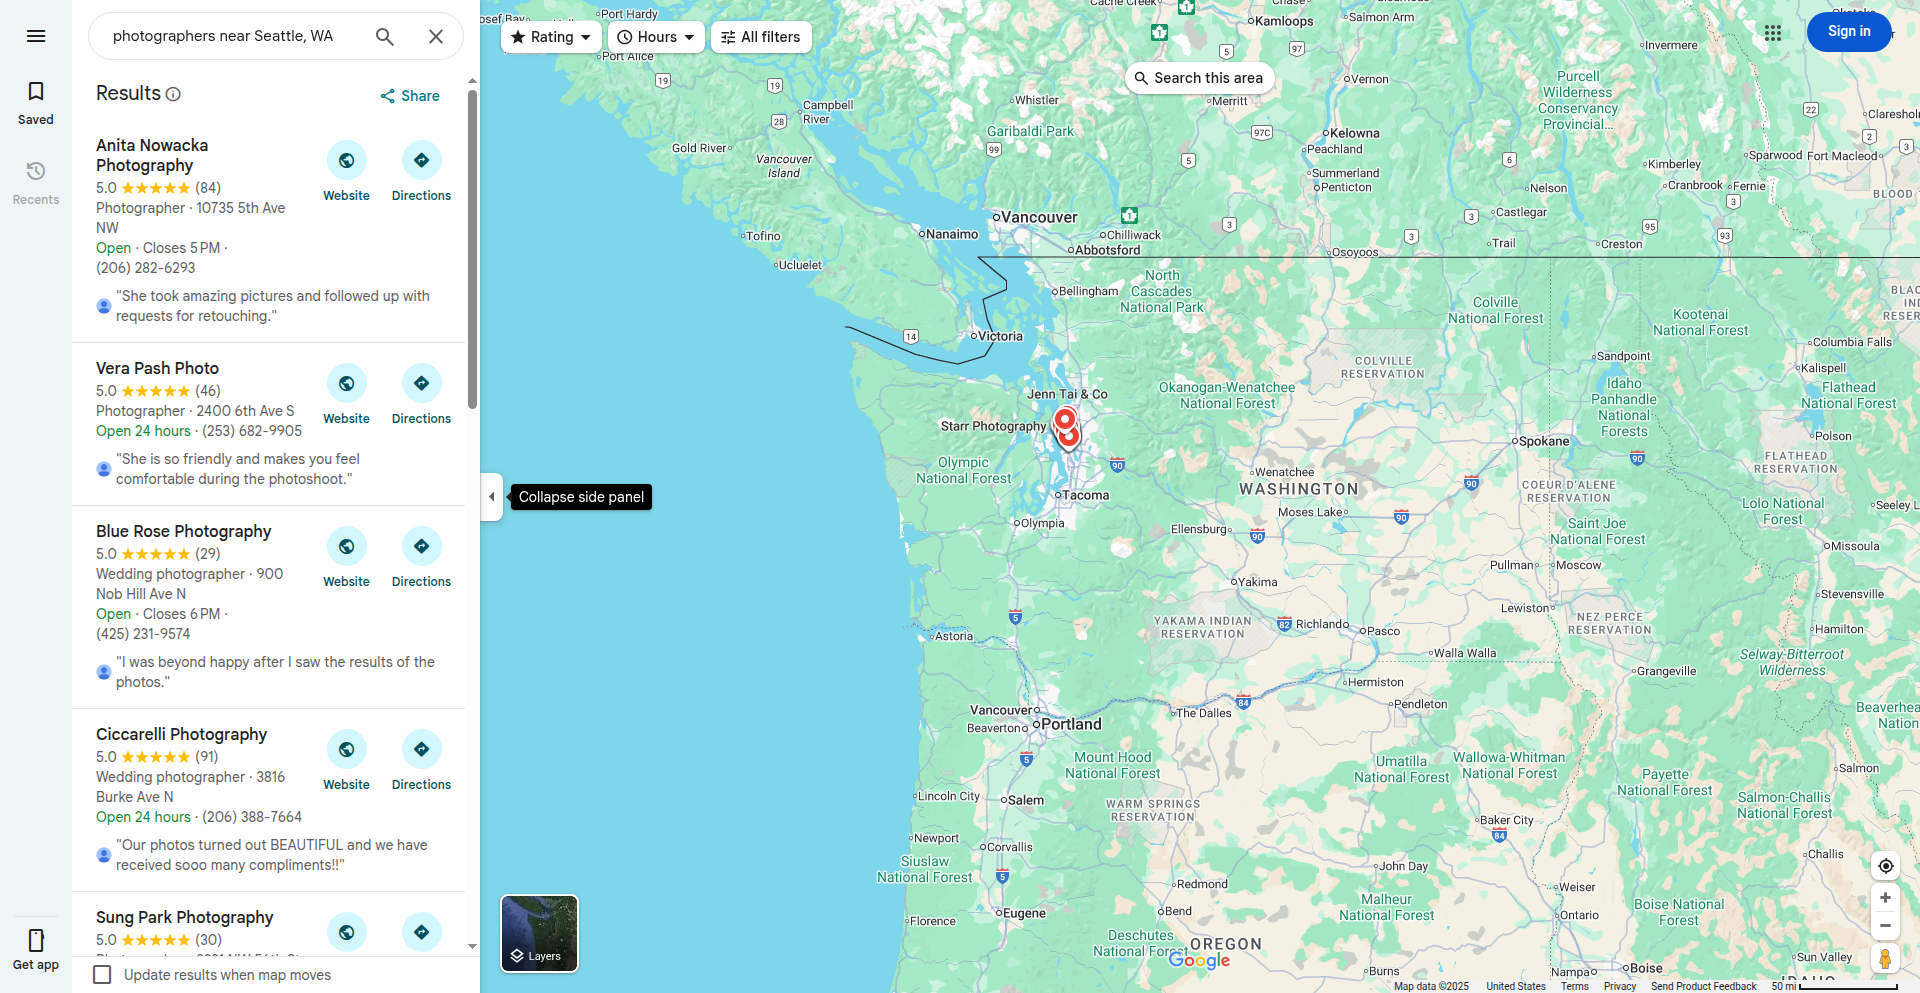 photographers near Seattle, WA
Saved
Recents
Get app
Results
Share
Anita Nowacka
Photography
5.0 (84)
Photographer · 10735 5th Ave
NW
Open · Closes 5 PM ·
(206) 282-6293
"She took amazing pictures and followed up with
requests for retouching."
Website
Directions
Vera Pash Photo
5.0 (46)
Photographer · 2400 6th Ave S
Open 24 hours · (253) 682-9905
"She is so friendly and makes you feel
comfortable during the photoshoot."
Website
Directions
Blue Rose Photography
5.0 (29)
Wedding photographer · 900
Nob Hill Ave N
Open · Closes 6 PM ·
(425) 231-9574
"I was beyond happy after I saw the results of the
photos."
Website
Directions
Ciccarelli Photography
5.0 (91)
Wedding photographer · 3816
Burke Ave N
Open 24 hours · (206) 388-7664
"Our photos turned out BEAUTIFUL and we have
received sooo many compliments!!"
Website
Directions
Sung Park Photography
5.0 (30)
Update results when map moves
Rating
Hours
All filters
Search this area
Sign in
Collapse side panel
Layers
Port Hardy
Port Alice
Cache Creek
Kamloops
Salmon Arm
Invermere
Campbell
River
Gold River
Vancouver
Island
Whistler
Garibaldi Park
Merritt
Vernon
Kelowna
Peachland
Summerland
Penticton
Purcell
Wilderness
Conservancy
Provincial...
Claresholm
Kimberley
Sparwood
Fort Macleod
Cranbrook
Fernie
Nelson
Castlegar
BLOOD
Vancouver
Nanaimo
Tofino
Ucluelet
Chilliwack
Abbotsford
Osoyoos
Trail
Creston
Bellingham
North
Cascades
National Park
Victoria
Colville
National Forest
Kootenai
National Forest
COLVILLE
RESERVATION
Sandpoint
Columbia Falls
Kalispell
Flathead
National Forest
Okanogan-Wenatchee
National Forest
Idaho
Panhandle
National
Forests
Polson
Jenn Tai & Co
Starr Photography
Spokane
FLATHEAD
RESERVATION
Olympic
National Forest
Wenatchee
WASHINGTON
COEUR D'ALENE
RESERVATION
Tacoma
Moses Lake
Lolo National
Forest
Seeley L
Olympia
Ellensburg
Saint Joe
National Forest
Missoula
Pullman
Moscow
Yakima
Stevensville
Lewiston
YAKAMA INDIAN
RESERVATION
Richland
Pasco
NEZ PERCE
RESERVATION
Hamilton
Astoria
Walla Walla
Selway-Bitterroot
Wilderness
Grangeville
Hermiston
Vancouver
Portland
Beaverton
The Dalles
Pendleton
Mount Hood
National Forest
Umatilla
National Forest
Wallowa-Whitman
National Forest
Payette
National Forest
Salmon
Lincoln City
Salem
WARM SPRINGS
RESERVATION
Baker City
Salmon-Challis
National Forest
Newport
Corvallis
Siuslaw
National Forest
John Day
Challis
Redmond
Weiser
Florence
Eugene
Bend
Malheur
National Forest
Ontario
Boise National
Forest
Deschutes
National Forest
OREGON
Google
Burns
Nampa
Boise
Sun Valley
Map data ©2025
United States
Terms
Privacy
Send Product Feedback
50 mi